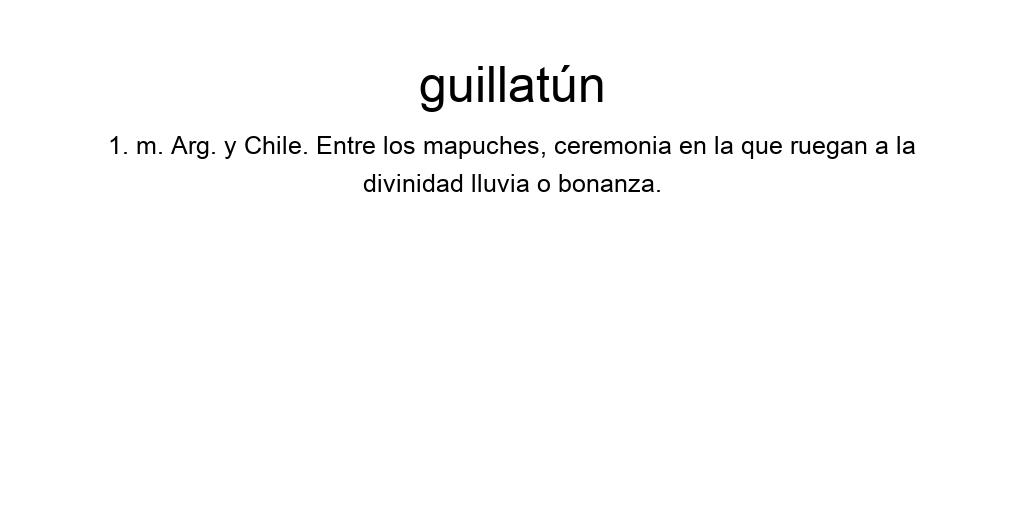 guillatún
1. m. Arg. y Chile. Entre los mapuches, ceremonia en la que ruegan a la
divinidad lluvia o bonanza.